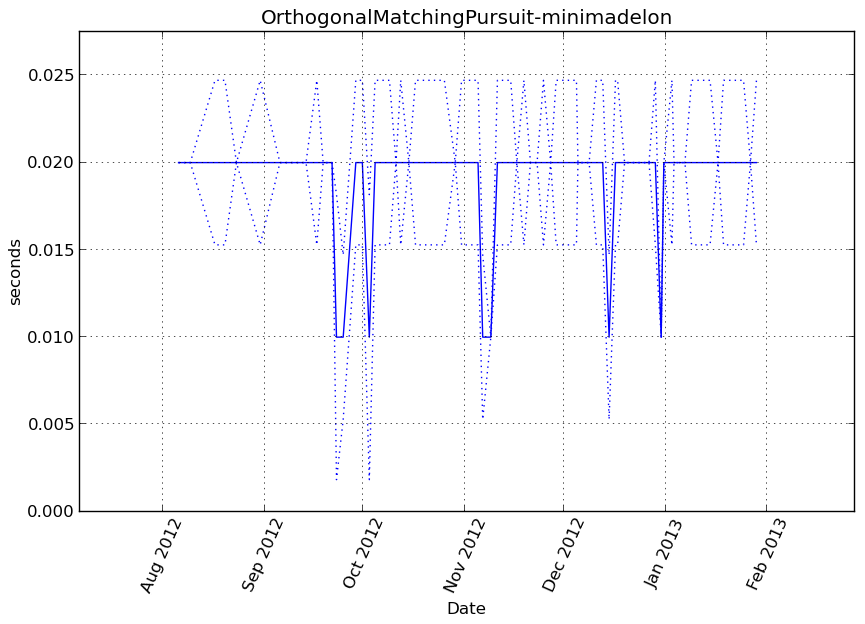 OrthogonalMatchingPursuit-minimadelon
0.025
0.020
0.015
0.010
0.005
0.000
seconds
Aug 2012
Sep 2012
Oct 2012
Nov 2012
Dec 2012
Jan 2013
Feb 2013
Date